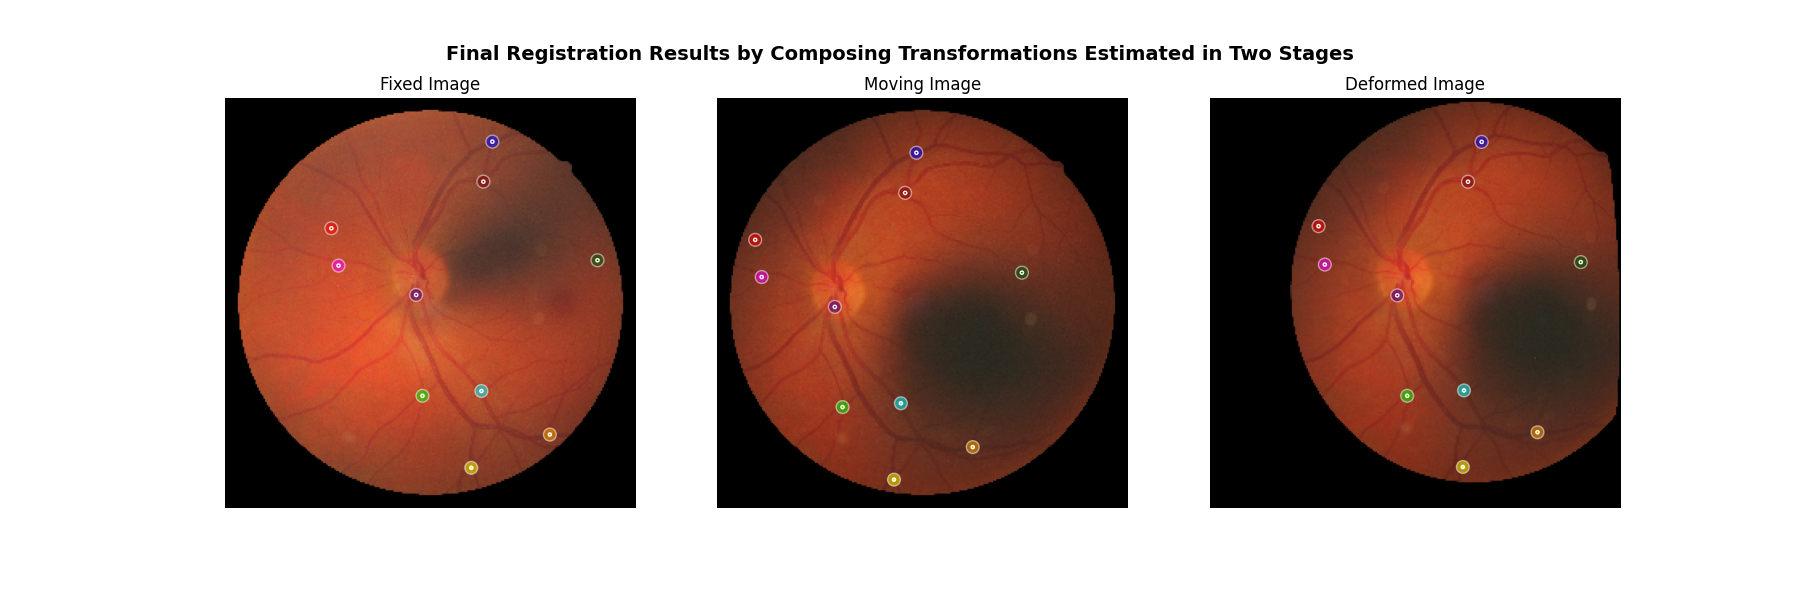 Final Registration Results by Composing Transformations Estimated in Two Stages
Fixed Image
Moving Image
Deformed Image